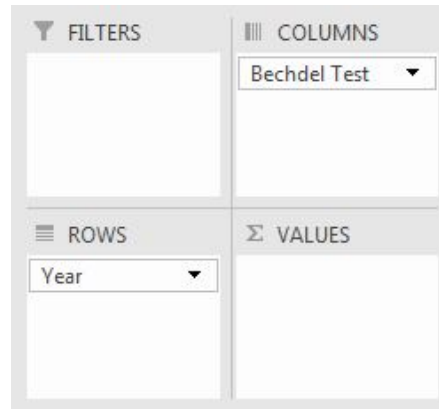 FILTERS
COLUMNS
Bechdel Test
ROWS
Σ VALUES
Year